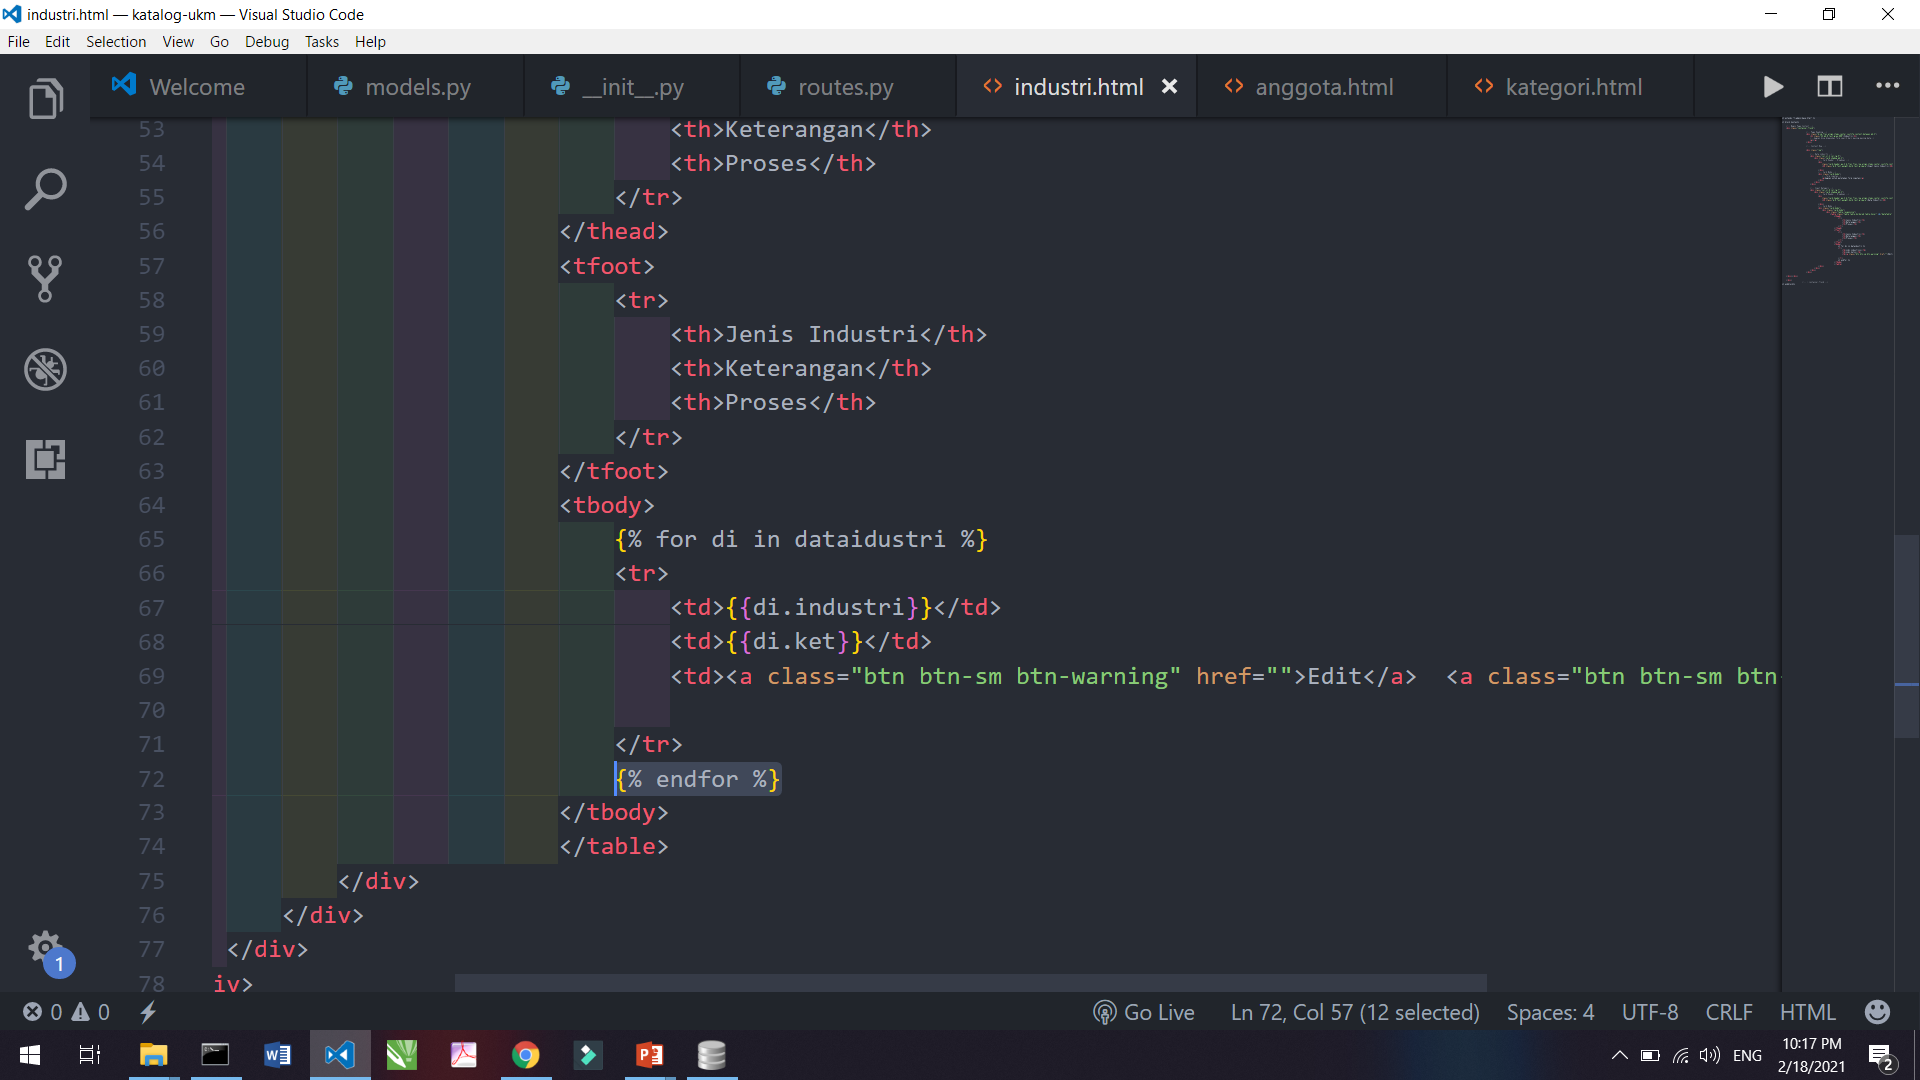 industri.html — katalog-ukm — Visual Studio Code
File Edit Selection View Go Debug Tasks Help
Welcome models.py __init__.py routes.py industri.html anggota.html kategori.html
53 <th>Keterangan</th>
54 <th>Proses</th>
55 </tr>
56 </thead>
57 <tfoot>
58 <tr>
59 <th>Jenis Industri</th>
60 <th>Keterangan</th>
61 <th>Proses</th>
62 </tr>
63 </tfoot>
64 <tbody>
65 {% for di in dataidustri %}
66 <tr>
67 <td>{{di.industri}}</td>
68 <td>{{di.ket}}</td>
69 <td><a class="btn btn-sm btn-warning" href="">Edit</a>  <a class="btn btn-sm btn-
70
71 </tr>
72 {% endfor %}
73 </tbody>
74 </table>
75 </div>
76 </div>
77 </div>
78 iv>
1
0 0 Go Live Ln 72, Col 57 (12 selected) Spaces: 4 UTF-8 CRLF HTML
ENG 10:17 PM
2/18/2021 2